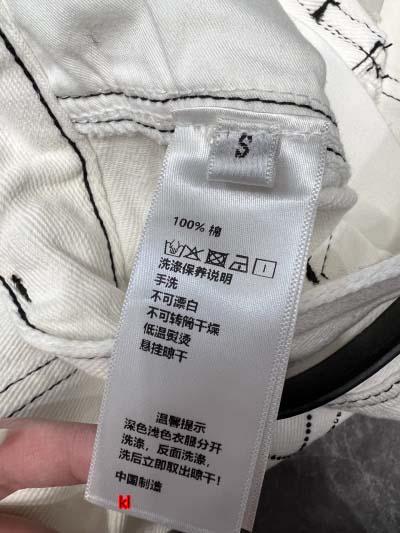 S
100% 棉
洗涤保养说明
手洗
不可漂白
不可转筒干燥
低温熨烫
悬挂晾干
温馨提示
深色浅色衣服分开
洗涤，反面洗涤，
洗后立即取出晾干！
中国制造
kl